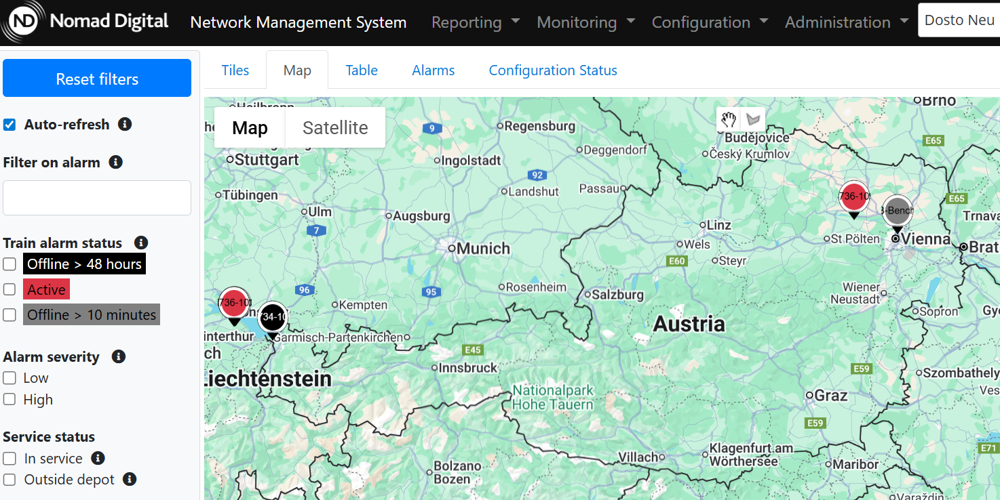 ND Nomad Digital
Network Management System
Reporting
Monitoring
Configuration
Administration
Dosto Neu
Reset filters
Auto-refresh
Filter on alarm
Train alarm status
Offline > 48 hours
Active
Offline > 10 minutes
Alarm severity
Low
High
Service status
In service
Outside depot
Tiles
Map
Table
Alarms
Configuration Status
Map
Satellite
Heilbronn
Brno
9
Regensburg
Budějovice
E65
Stuttgart
Ingolstadt
Deggendorf
Český Krumlov
92
Tübingen
Landshut
Passau
736-10
E65
Ulm
Augsburg
3-Bench
Trnava
7
Linz
St Pölten
Vienna
Munich
Wels
Brat
E60
Steyr
96
95
Rosenheim
Salzburg
Wiener
Neustadt
736-101
Kempten
Sopron
Gy
734-10
Austria
interthur
Garmisch-Partenkirchen
ch
E45
Innsbruck
E59
Szombathely
Liechtenstein
Nationalpark
Hohe Tauern
Graz
Ves
E59
Villach
Klagenfurt am
Wörthersee
E71
Bolzano
Bozen
Maribor
Varaždin